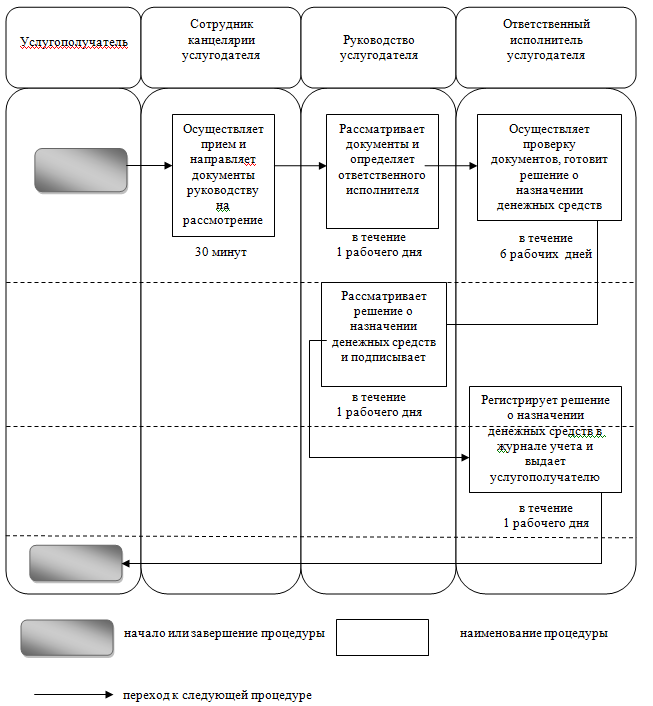 Услугополучатель
Сотрудник
канцелярии
услугодателя
Руководство
услугодателя
Ответственный
исполнитель
услугодателя
Осуществляет
прием и
направляет
документы
руководству
на
рассмотрение
30 минут
Рассматривает
документы и
определяет
ответственного
исполнителя
в течение
1 рабочего дня
Осуществляет
проверку
документов, готовит
решение о
назначении
денежных средств
в течение
6 рабочих дней
Рассматривает
решение о
назначении
денежных средств
и подписывает
в течение
1 рабочего дня
Регистрирует решение
о назначении
денежных средств в
журнале учета и
выдает
услугополучателю
в течение
1 рабочего дня
начало или завершение процедуры
наименование процедуры
переход к следующей процедуре